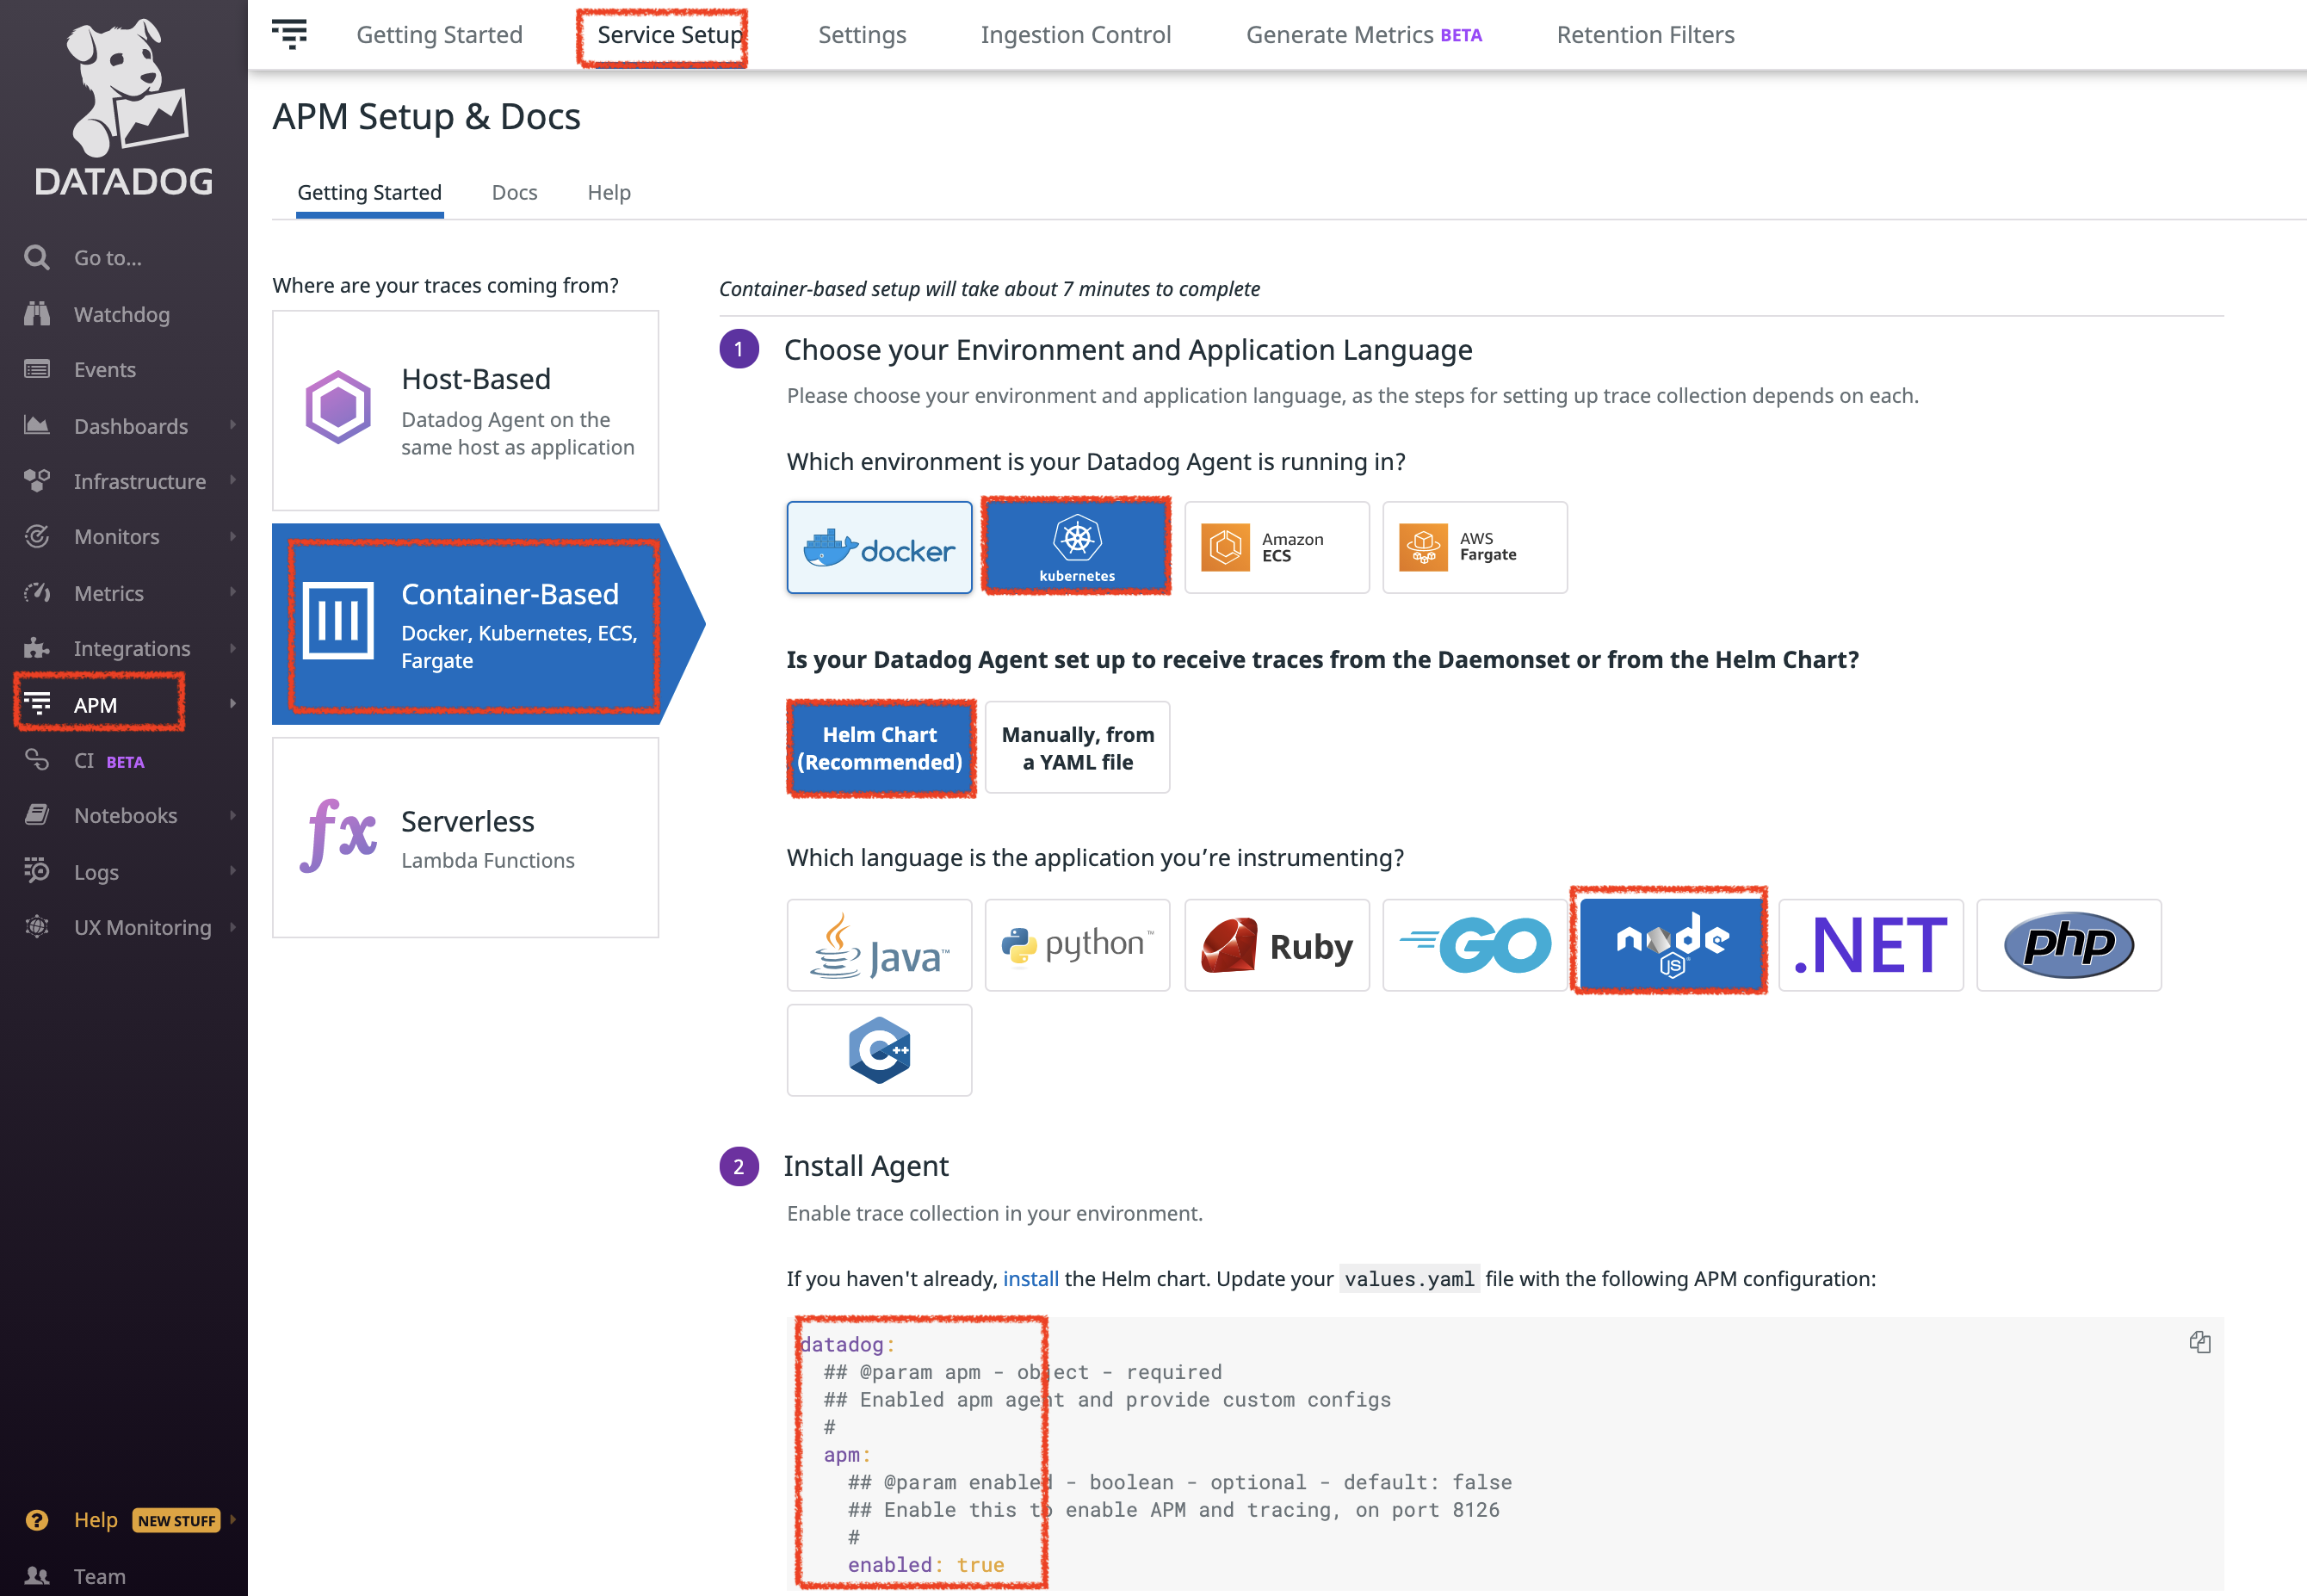 DATADOG
Go to...
Watchdog
Events
Dashboards
Infrastructure
Monitors
Metrics
Integrations
APM
CI BETA
Notebooks
Logs
UX Monitoring
Help NEW STUFF
Team
Getting Started Service Setup Settings Ingestion Control Generate Metrics BETA Retention Filters
APM Setup & Docs
Getting Started Docs Help
Where are your traces coming from?
Host-Based
Datadog Agent on the
same host as application
Container-Based
Docker, Kubernetes, ECS,
Fargate
fx
Serverless
Lambda Functions
Container-based setup will take about 7 minutes to complete
1 Choose your Environment and Application Language
Please choose your environment and application language, as the steps for setting up trace collection depends on each.
Which environment is your Datadog Agent is running in?
docker
kubernetes
Amazon
ECS
AWS
Fargate
Is your Datadog Agent set up to receive traces from the Daemonset or from the Helm Chart?
Helm Chart
(Recommended)
Manually, from
a YAML file
Which language is the application you’re instrumenting?
Java™
python™
Ruby
GO
node
JS
.NET
php
C++
2 Install Agent
Enable trace collection in your environment.
If you haven't already, install the Helm chart. Update your values.yaml file with the following APM configuration:
datadog:
## @param apm - object - required
## Enabled apm agent and provide custom configs
#
apm:
## @param enabled - boolean - optional - default: false
## Enable this to enable APM and tracing, on port 8126
#
enabled: true